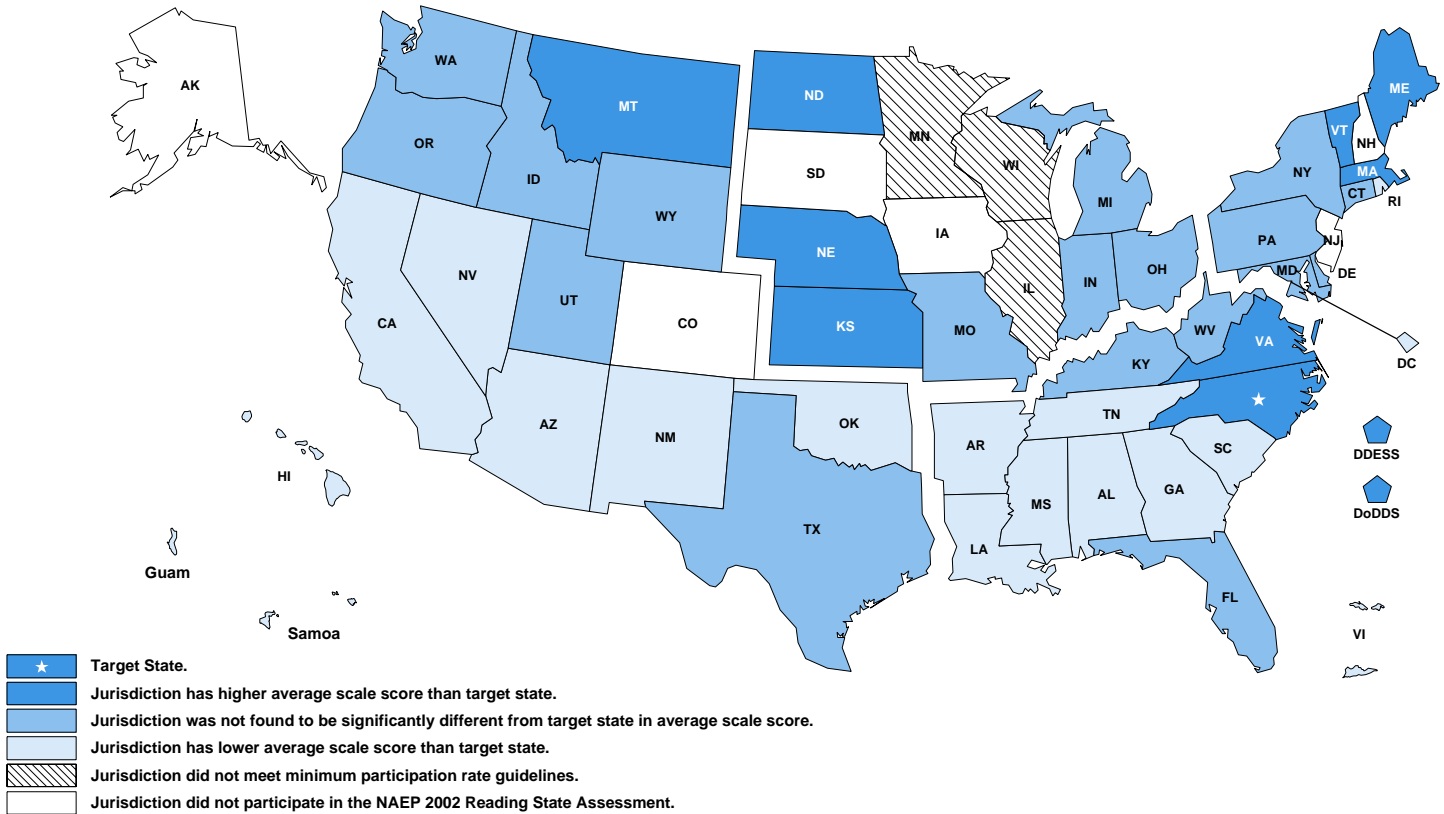 AK
WA
MT
ND
MN
ME
VT
NH
OR
ID
SD
WI
MA
NY
CT
RI
WY
MI
NE
IA
PA
NJ
NV
UT
CO
IL
IN
OH
MD
DE
CA
KS
MO
WV
VA
KY
DC
AZ
NM
OK
AR
TN
SC
DDESS
HI
MS
AL
GA
DoDDS
TX
LA
Guam
FL
Samoa
VI
Target State.
Jurisdiction has higher average scale score than target state.
Jurisdiction was not found to be significantly different from target state in average scale score.
Jurisdiction has lower average scale score than target state.
Jurisdiction did not meet minimum participation rate guidelines.
Jurisdiction did not participate in the NAEP 2002 Reading State Assessment.